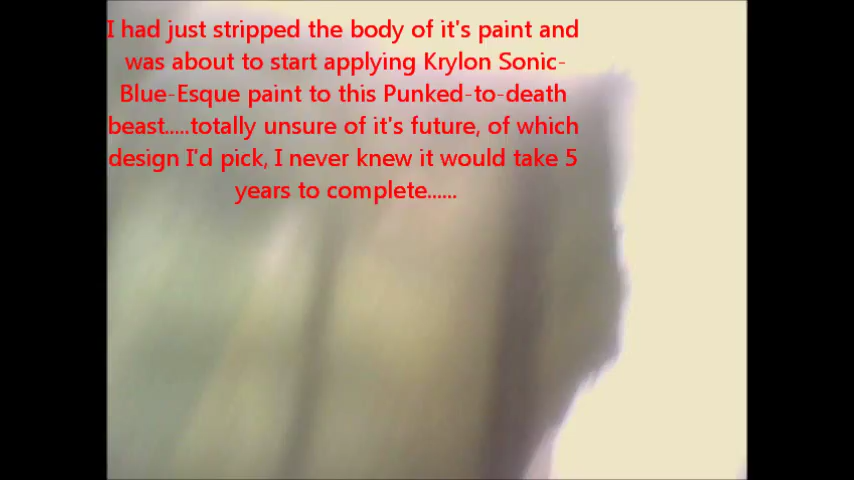 I had just stripped the body of it's paint and
was about to start applying Krylon Sonic-
Blue-Esque paint to this Punked-to-death
beast.....totally unsure of it's future, of which
design I'd pick, I never knew it would take 5
years to complete......